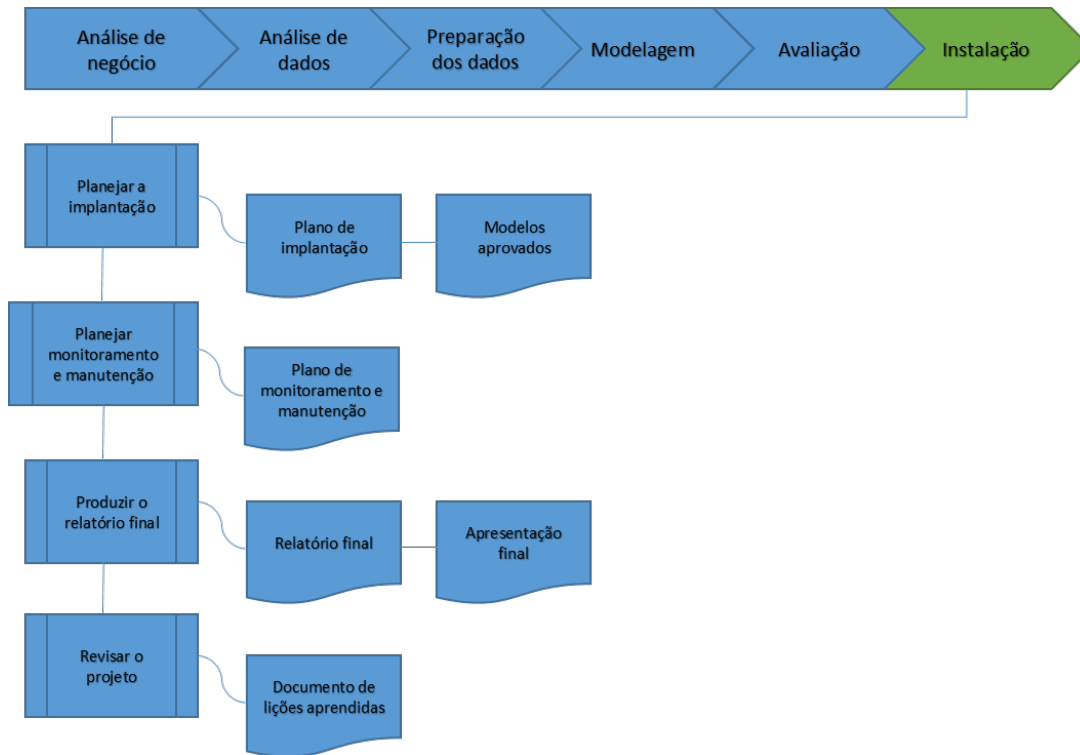 Análise de
negócio
Análise de
dados
Preparação
dos dados
Modelagem
Avaliação
Instalação
Planejar a
implantação
Plano de
implantação
Modelos
aprovados
Planejar
monitoramento
e manutenção
Plano de
monitoramento e
manutenção
Produzir o
relatório final
Relatório final
Apresentação
final
Revisar o
projeto
Documento de
lições aprendidas